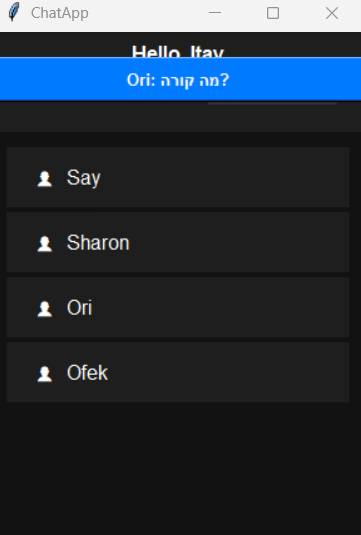 ChatApp
Hello, Itay
Ori: מה קורה?
Say
Sharon
Ori
Ofek